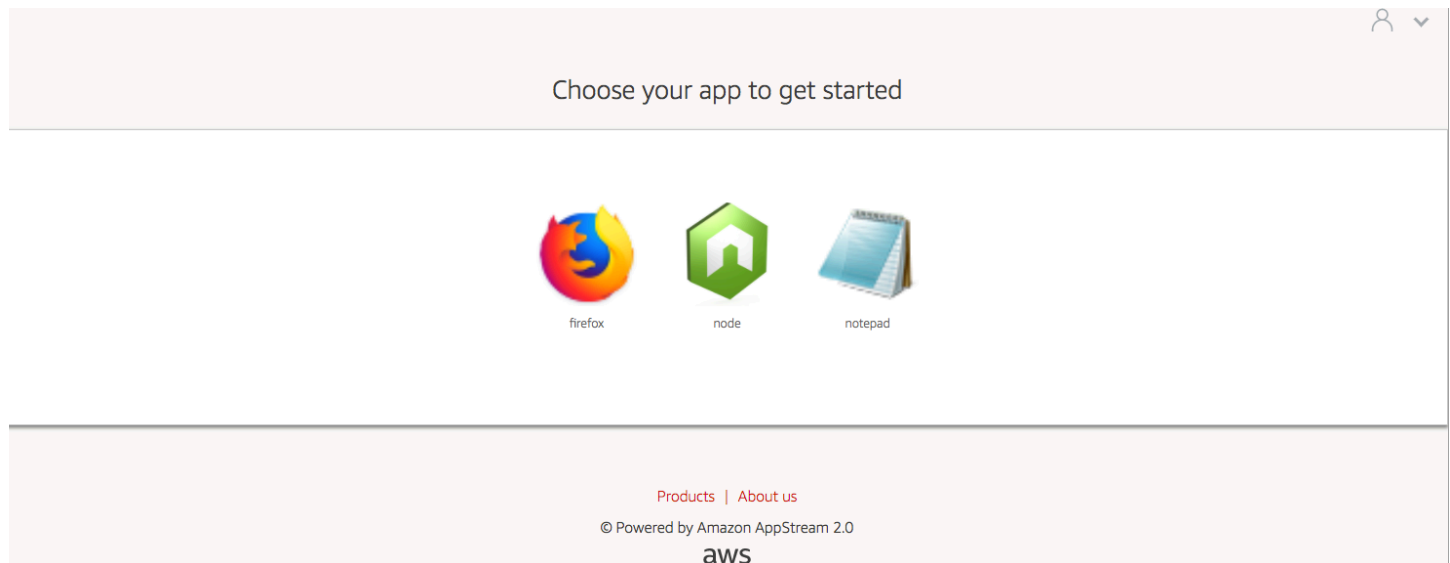 Choose your app to get started
firefox
node
notepad
Products | About us
© Powered by Amazon AppStream 2.0
aws